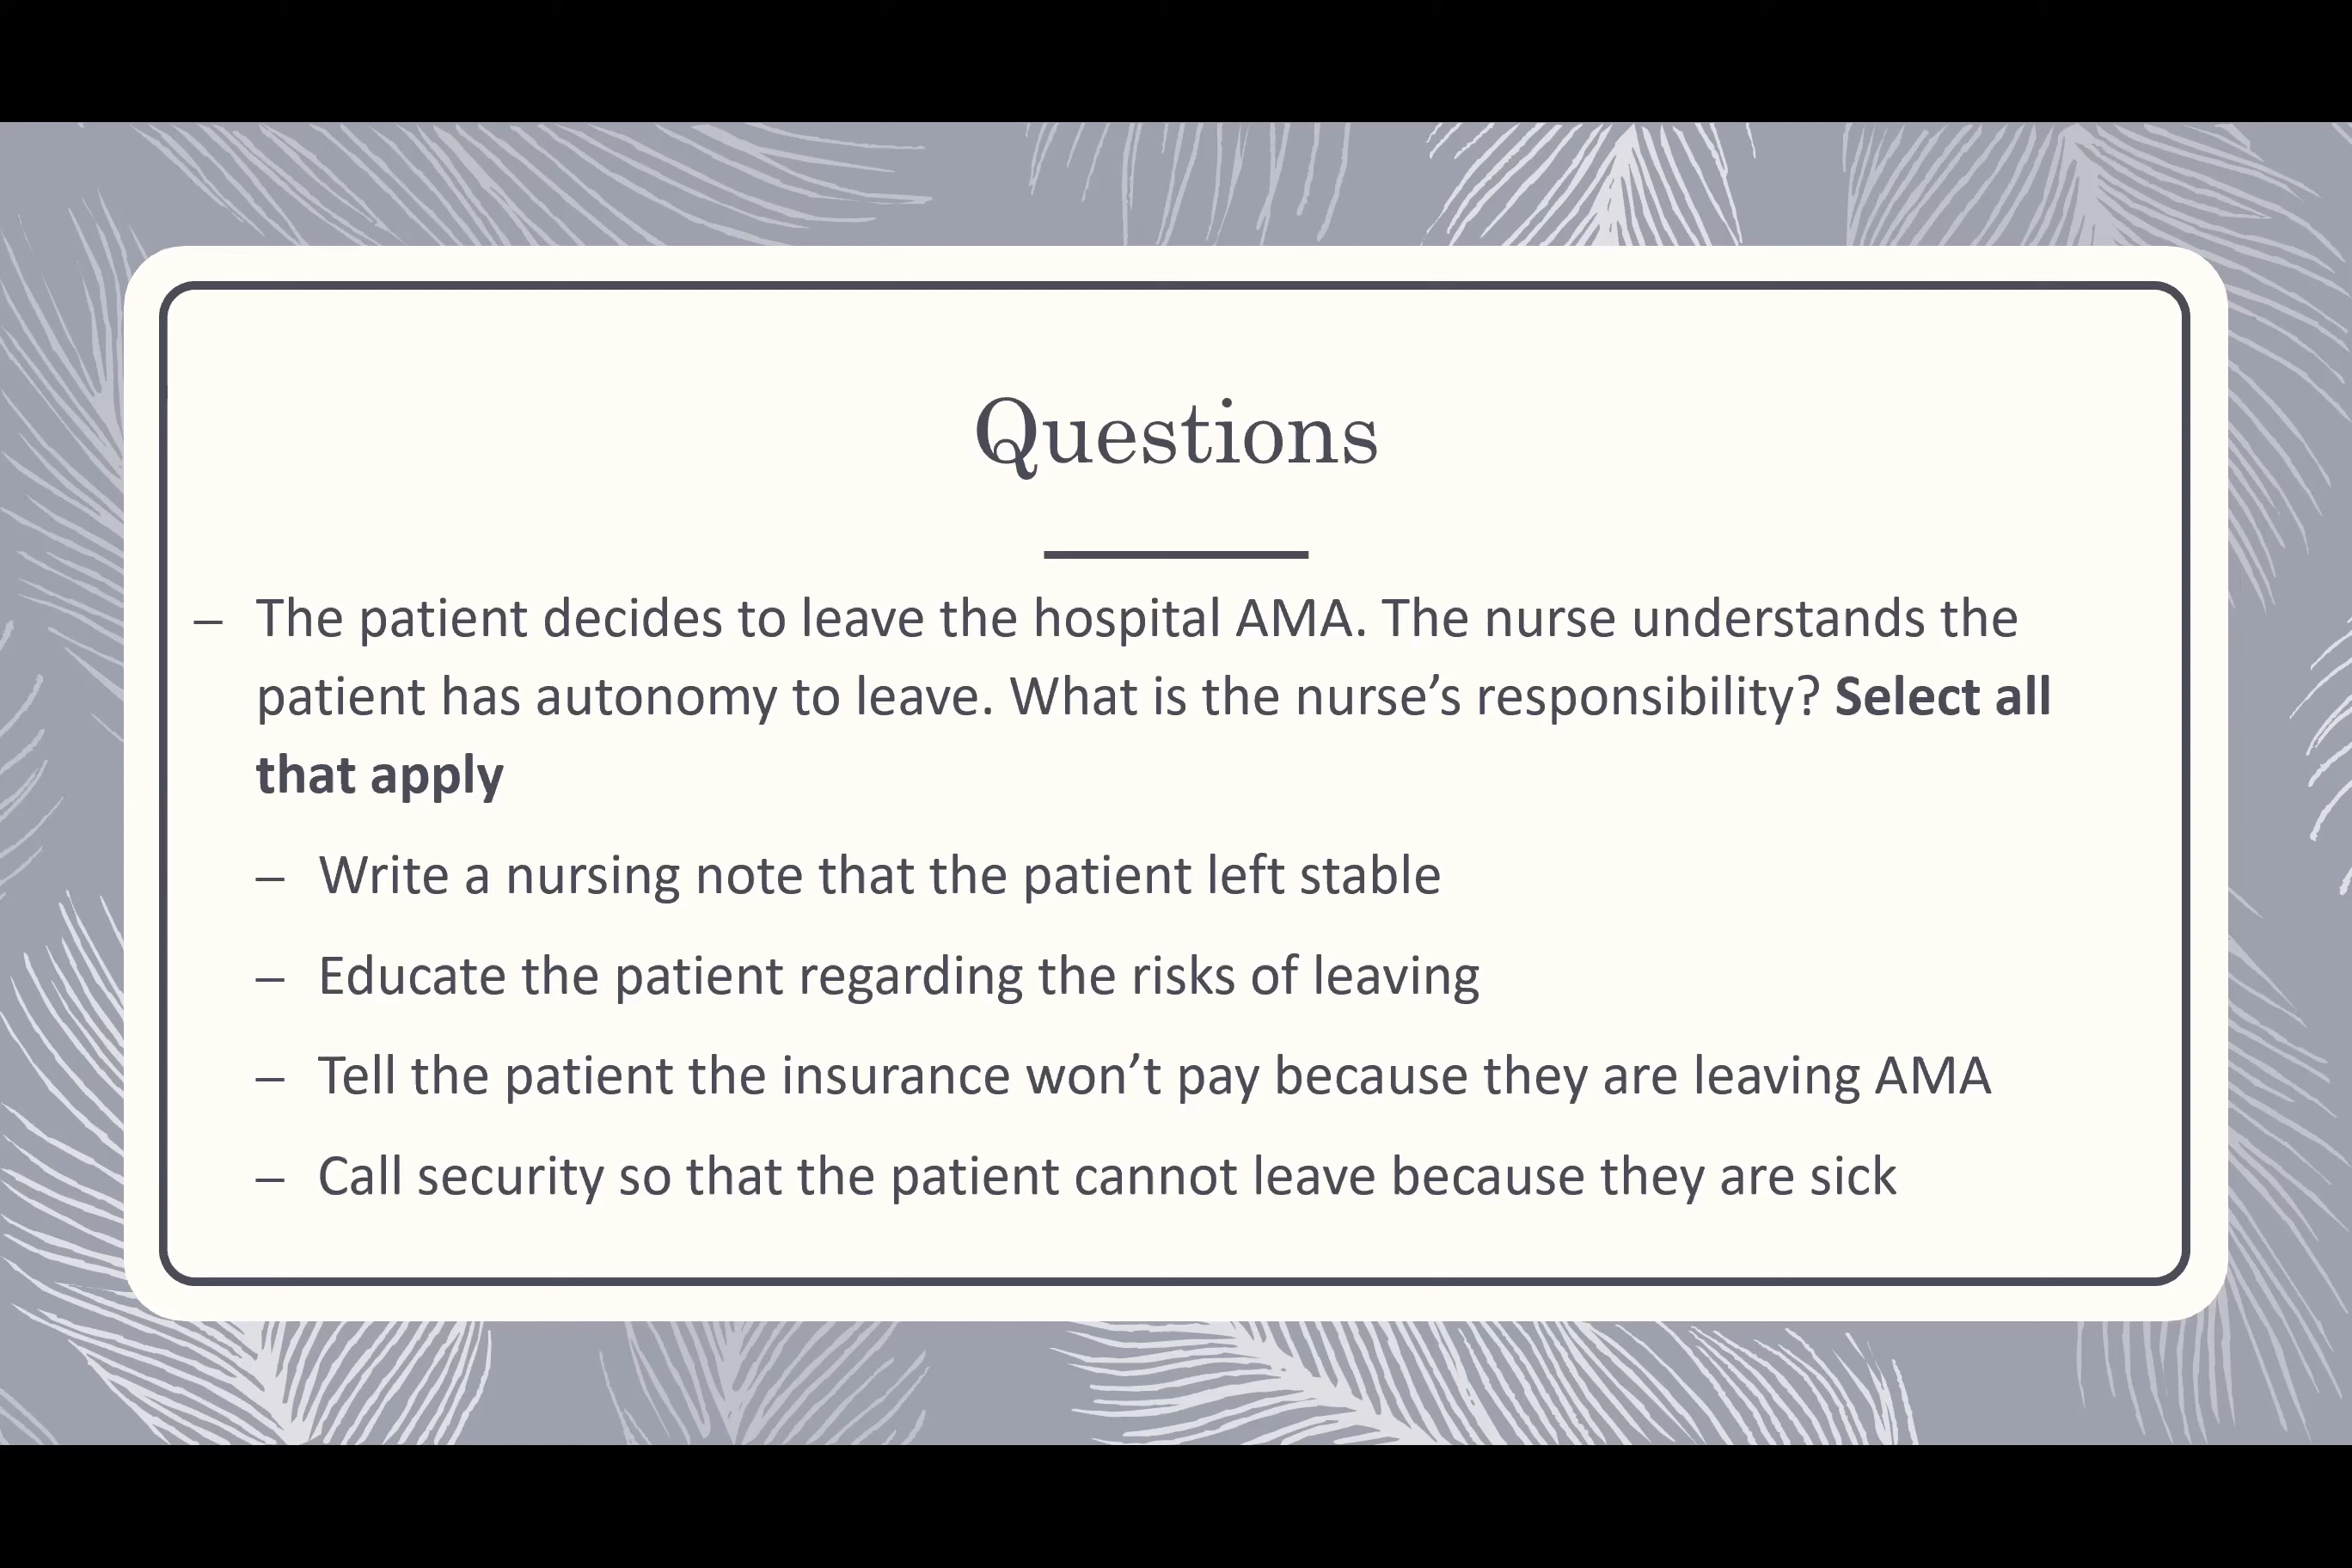 Questions
– The patient decides to leave the hospital AMA. The nurse understands the
patient has autonomy to leave. What is the nurse’s responsibility? Select all
that apply
– Write a nursing note that the patient left stable
– Educate the patient regarding the risks of leaving
– Tell the patient the insurance won’t pay because they are leaving AMA
– Call security so that the patient cannot leave because they are sick